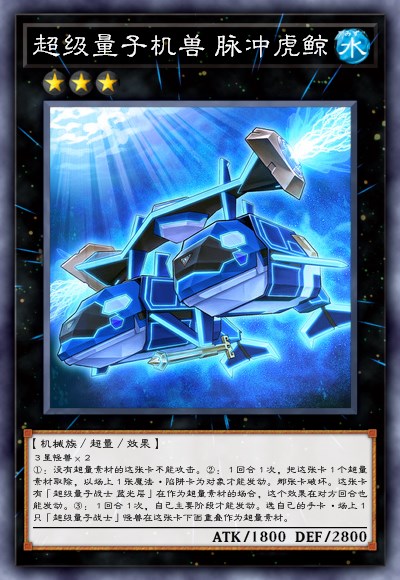 超级量子机兽 脉冲虎鲸
水
【机械族/超量/效果】
3星怪兽×2
①：没有超量素材的这张卡不能攻击。②：1回合1次，把这张卡1个超量
素材取除，以场上1张魔法·陷阱卡为对象才能发动。那张卡破坏。这张卡
有「超级量子战士 蓝光层」在作为超量素材的场合，这个效果在对方回合也
能发动。③：1回合1次，自己主要阶段才能发动。选自己的手卡·场上1
只「超级量子战士」怪兽在这张卡下面重叠作为超量素材。
ATK/1800 DEF/2800